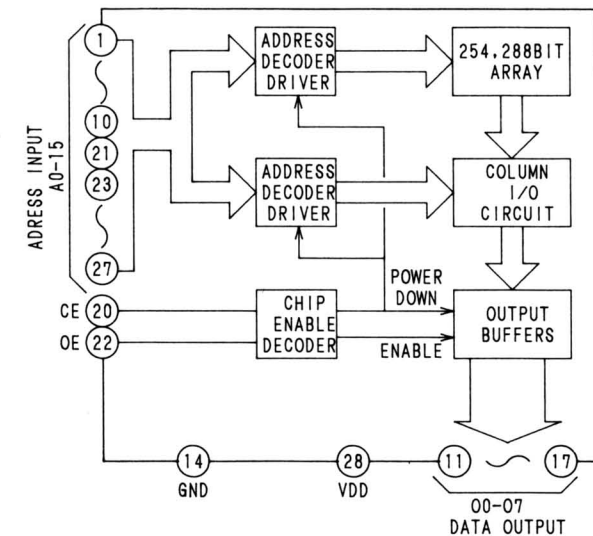 ADRESS INPUT
A0-15
1
10
21
23
27
CE 20
OE 22
ADDRESS
DECODER
DRIVER
254,288BIT
ARRAY
ADDRESS
DECODER
DRIVER
COLUMN
I/O
CIRCUIT
CHIP
ENABLE
DECODER
POWER
DOWN
ENABLE
OUTPUT
BUFFERS
14
GND
28
VDD
11
17
O0-O7
DATA OUTPUT